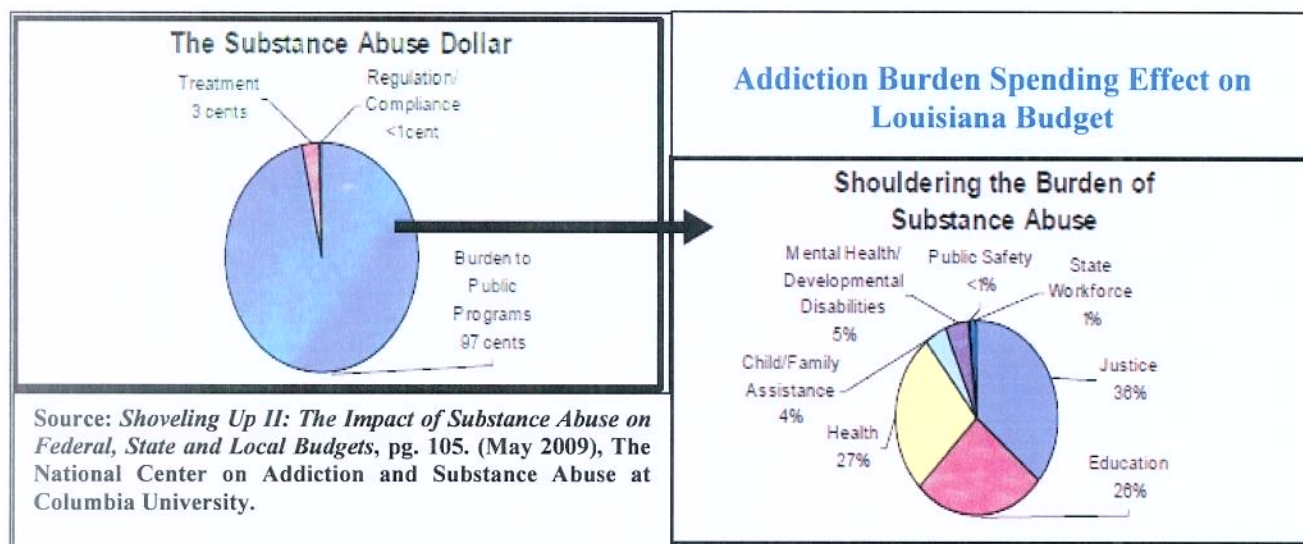 The Substance Abuse Dollar
Treatment
3 cents
Regulation/
Compliance
<1cent
Burden to
Public
Programs
97 cents
Source: Shoveling Up II: The Impact of Substance Abuse on
Federal, State and Local Budgets, pg. 105. (May 2009), The
National Center on Addiction and Substance Abuse at
Columbia University.
Addiction Burden Spending Effect on
Louisiana Budget
Shouldering the Burden of
Substance Abuse
Mental Health/
Developmental
Disabilities
5%
Public Safety
<1%
State
Workforce
1%
Child/Family
Assistance
4%
Justice
36%
Health
27%
Education
26%